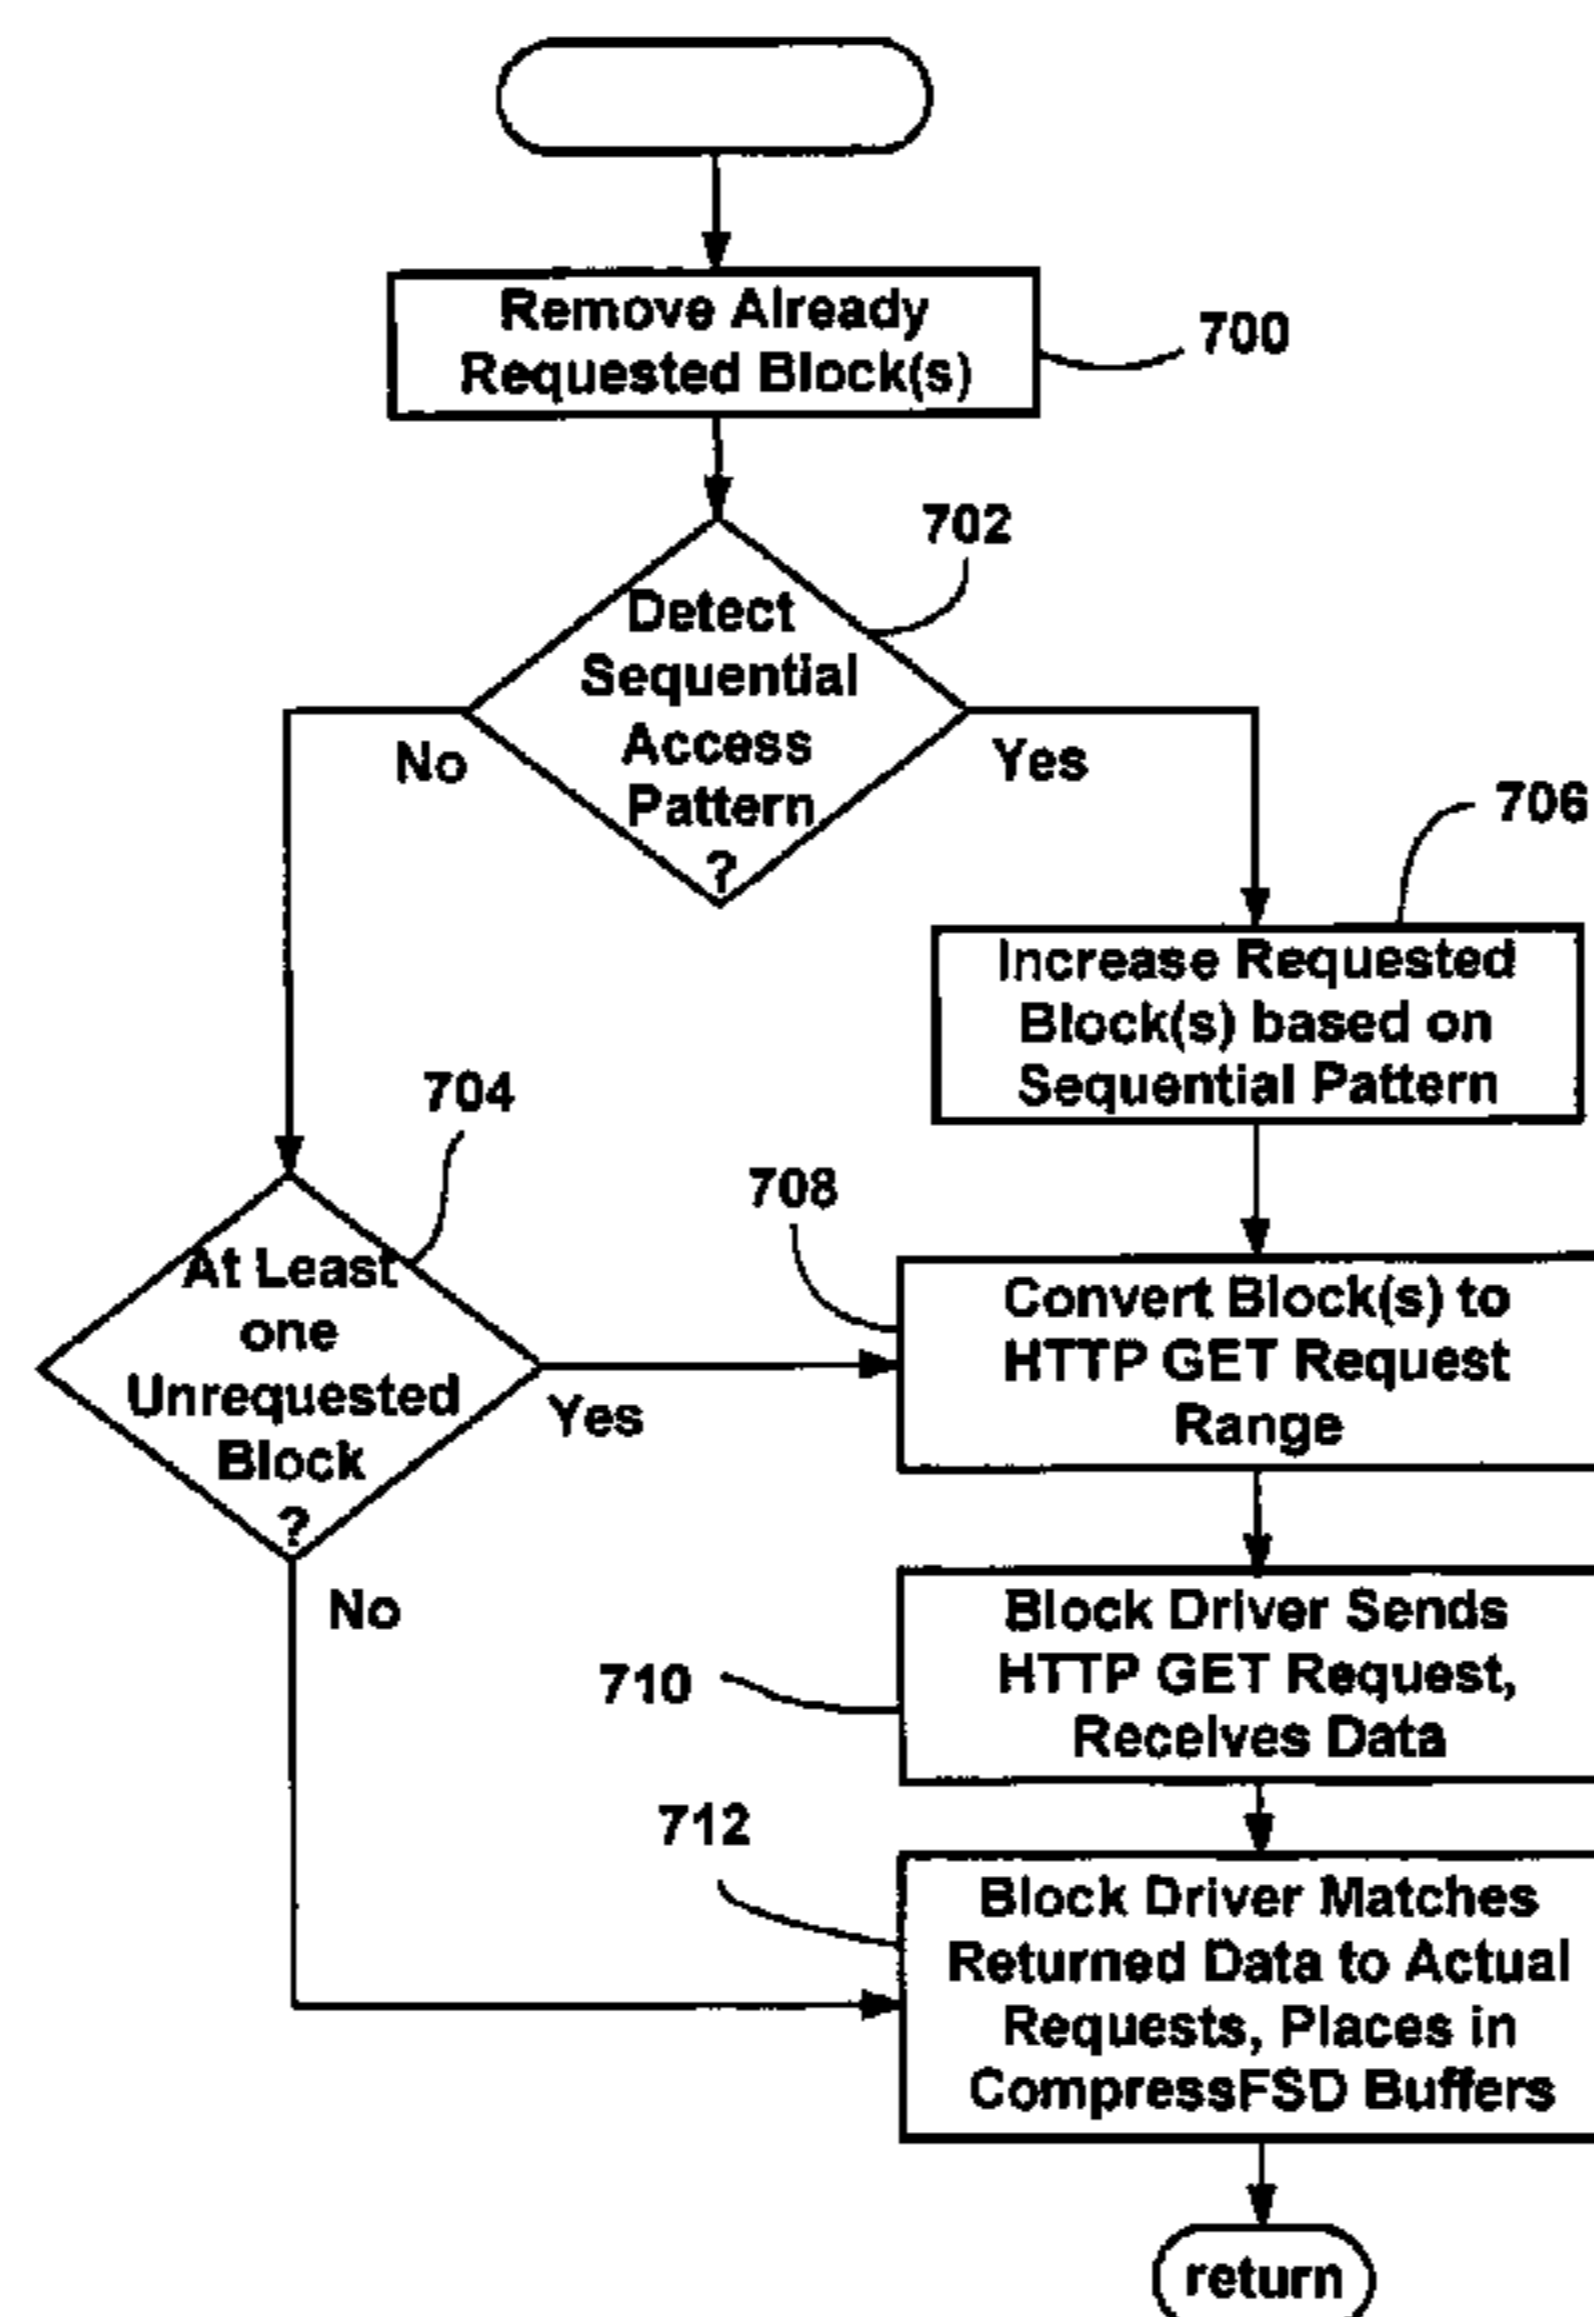 Remove Already
Requested Block(s)
700
702
Detect
Sequential
Access
Pattern
?
No
Yes
706
Increase Requested
Block(s) based on
Sequential Pattern
704
708
At Least
one
Unrequested
Block
?
Yes
No
Convert Block(s) to
HTTP GET Request
Range
710
Block Driver Sends
HTTP GET Request,
Receives Data
712
Block Driver Matches
Returned Data to Actual
Requests, Places in
CompressFSD Buffers
return